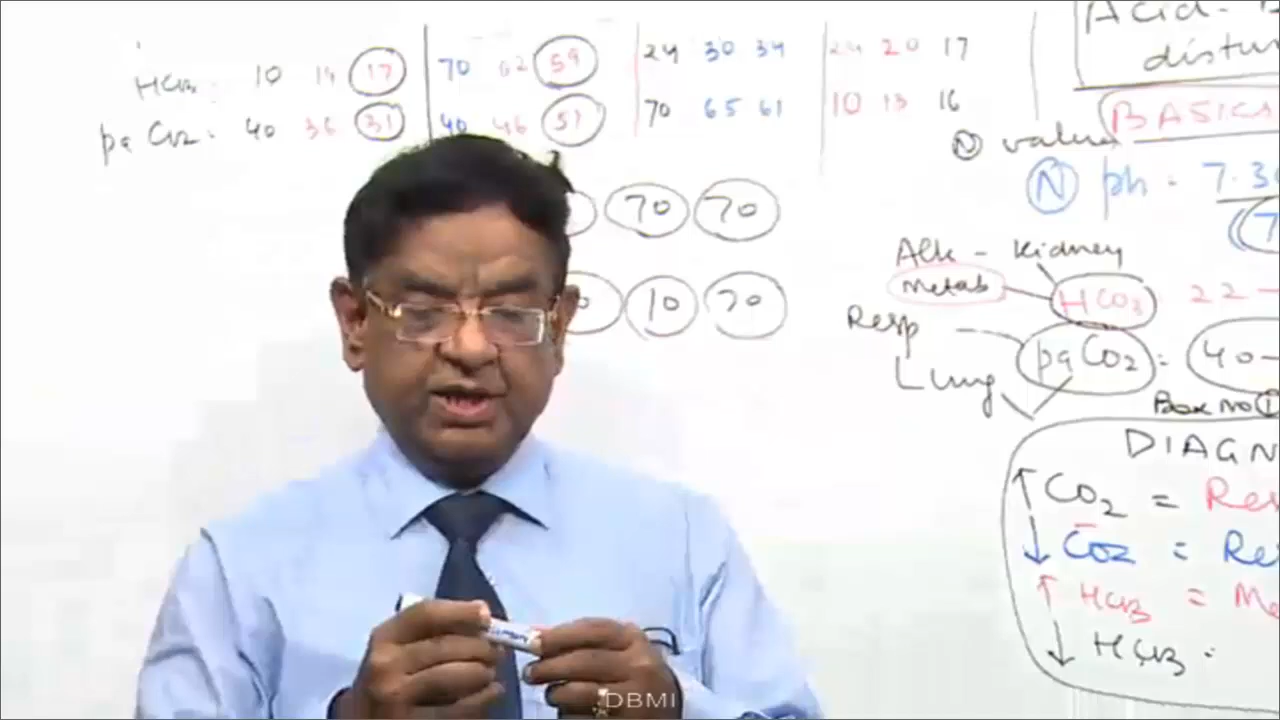 HCO3: 10 14 17 70 62 59 24 30 34 24 20 17
pa CO2: 40 36 31 40 46 51 70 65 61 10 13 16
70 70
10 20
Acid-
distur
BASICS
N value
N ph - 7.3
Alk - Kidney
Metab HCO3 22 -
Resp
paCO2 = 40-
Lung
Box No 1
DIAGN
↑ CO2 = Res
↓ CO2 = Re
↑ HCO3 = Me
↓ HCO3 .
DBMI